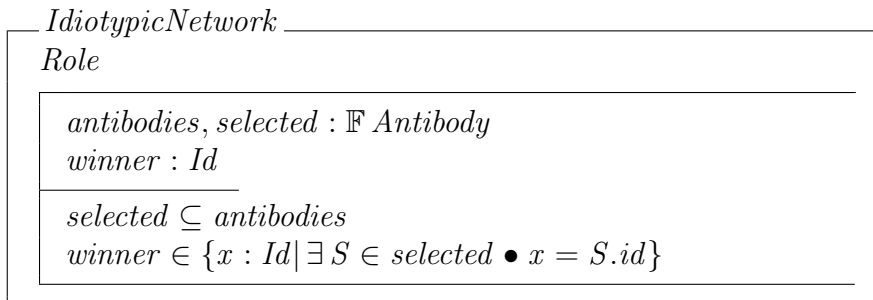 IdiotypicNetwork
Role
antibodies, selected : 𝔽 Antibody
winner : Id
selected ⊆ antibodies
winner ∈ {x : Id| ∃ S ∈ selected • x = S.id}